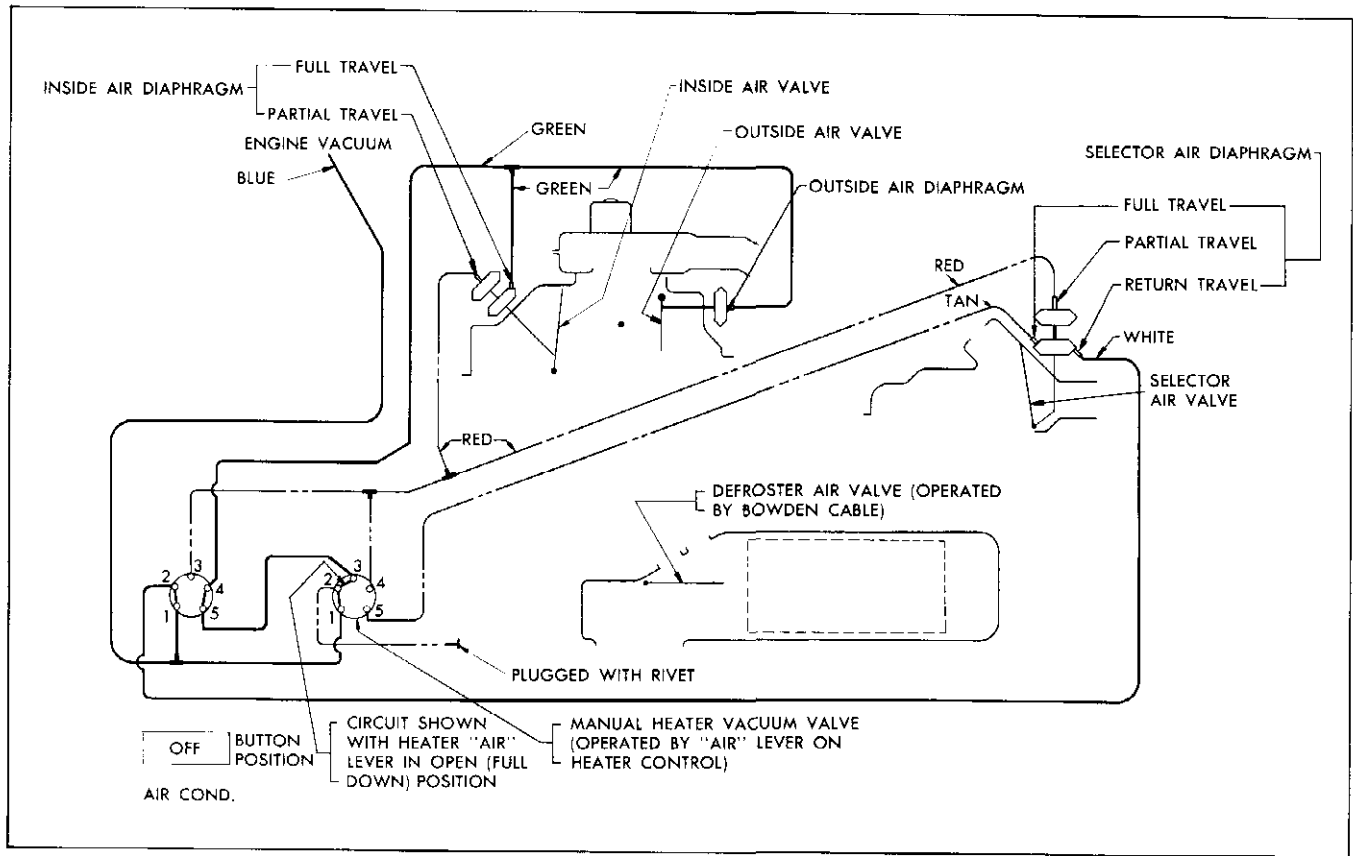 INSIDE AIR DIAPHRAGM
FULL TRAVEL
PARTIAL TRAVEL
ENGINE VACUUM
BLUE
GREEN
GREEN
INSIDE AIR VALVE
OUTSIDE AIR VALVE
OUTSIDE AIR DIAPHRAGM
SELECTOR AIR DIAPHRAGM
FULL TRAVEL
PARTIAL TRAVEL
RETURN TRAVEL
RED
TAN
WHITE
SELECTOR
AIR VALVE
RED
DEFROSTER AIR VALVE (OPERATED
BY BOWDEN CABLE)
3
2
4
1
5
3
2
4
1
5
PLUGGED WITH RIVET
OFF
BUTTON
POSITION
AIR COND.
CIRCUIT SHOWN
WITH HEATER "AIR"
LEVER IN OPEN (FULL
DOWN) POSITION
MANUAL HEATER VACUUM VALVE
(OPERATED BY "AIR" LEVER ON
HEATER CONTROL)